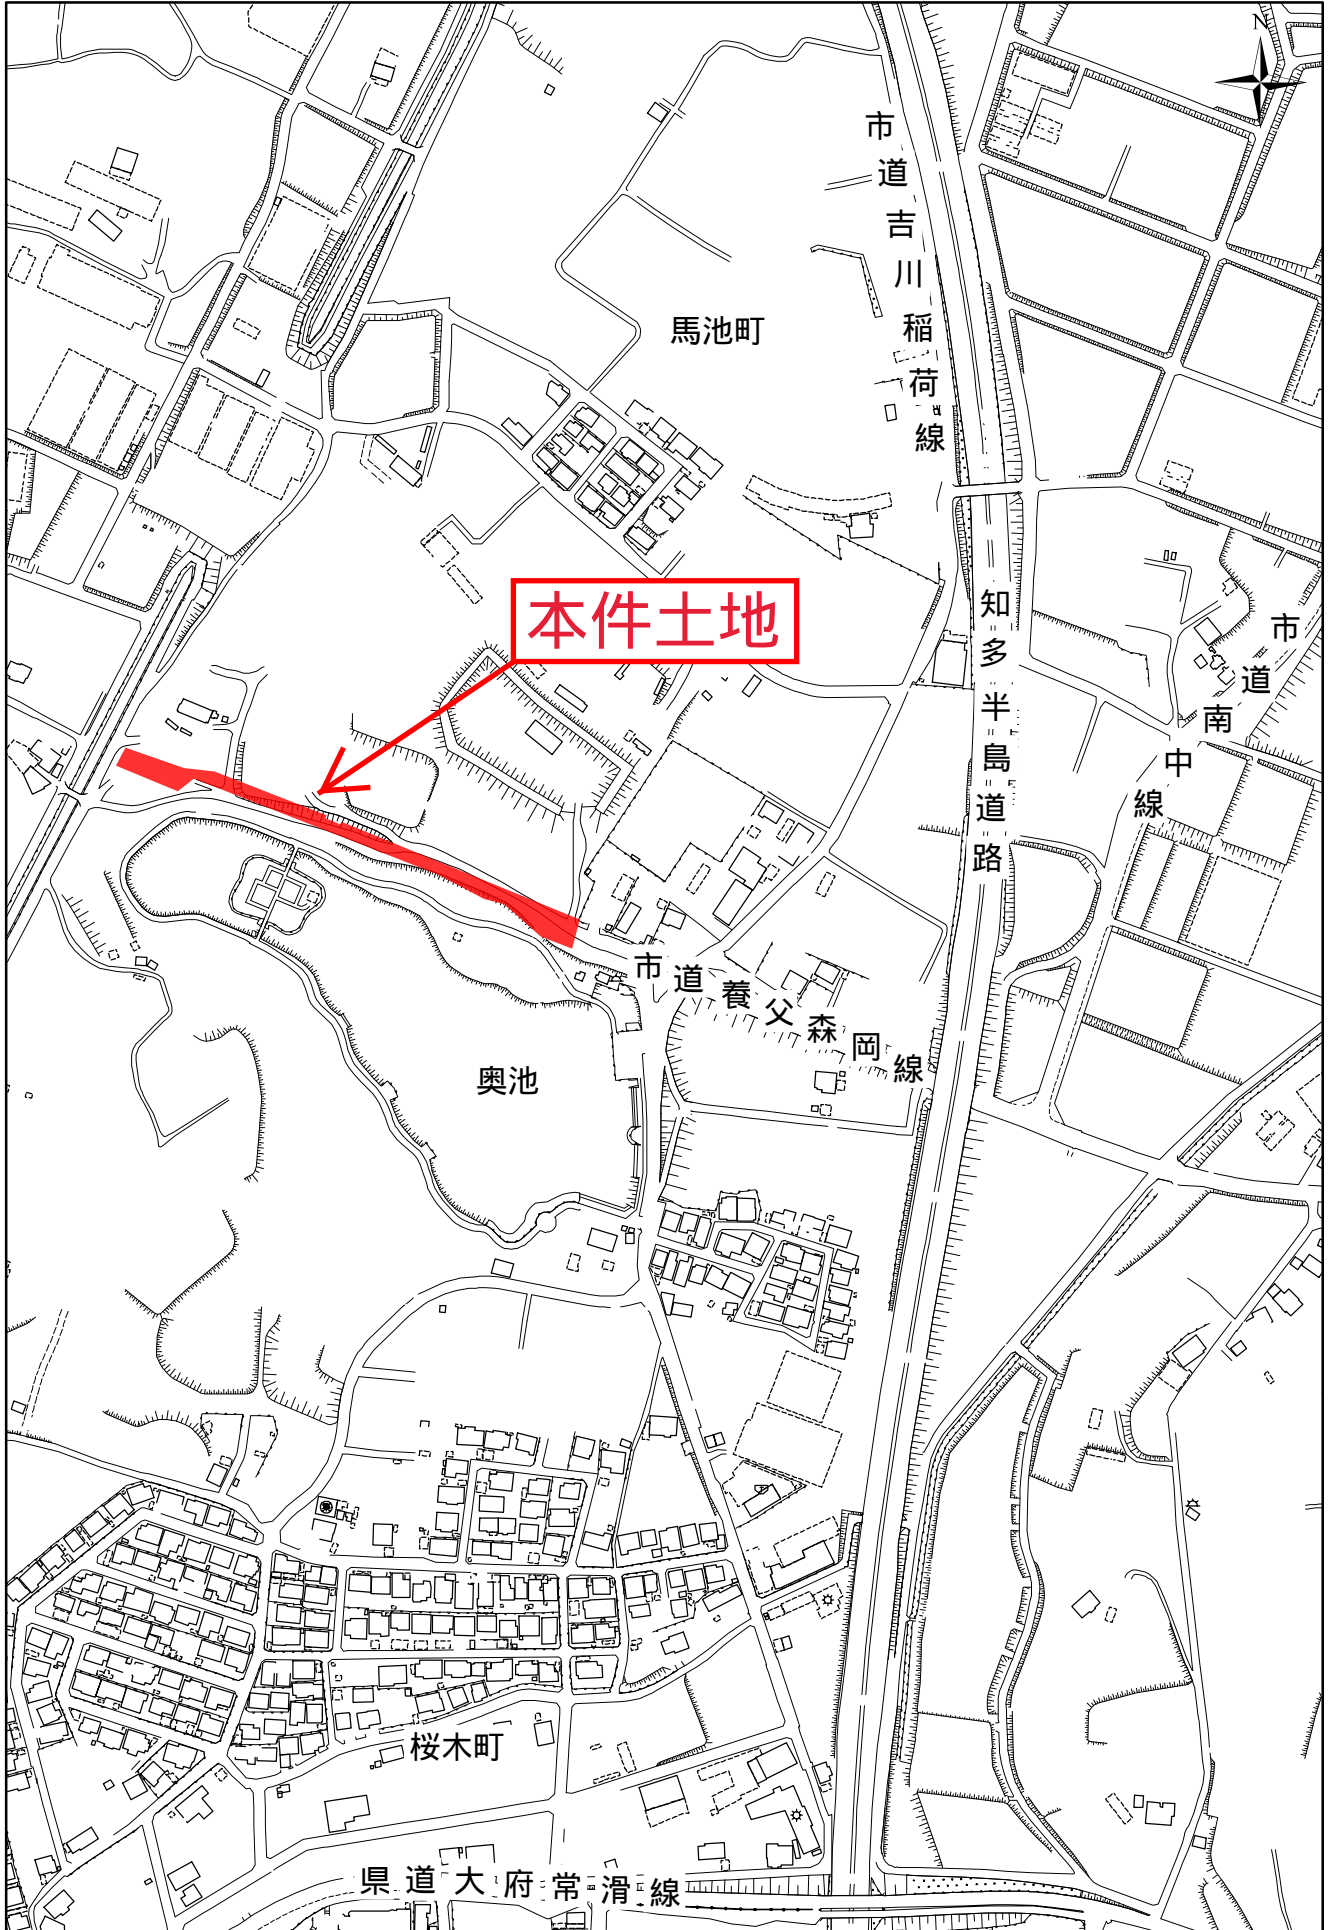 N
市道吉川稲荷線
馬池町
本件土地
知多半島道路
市道南中線
市道養父森岡線
奥池
桜木町
県道大府常滑線